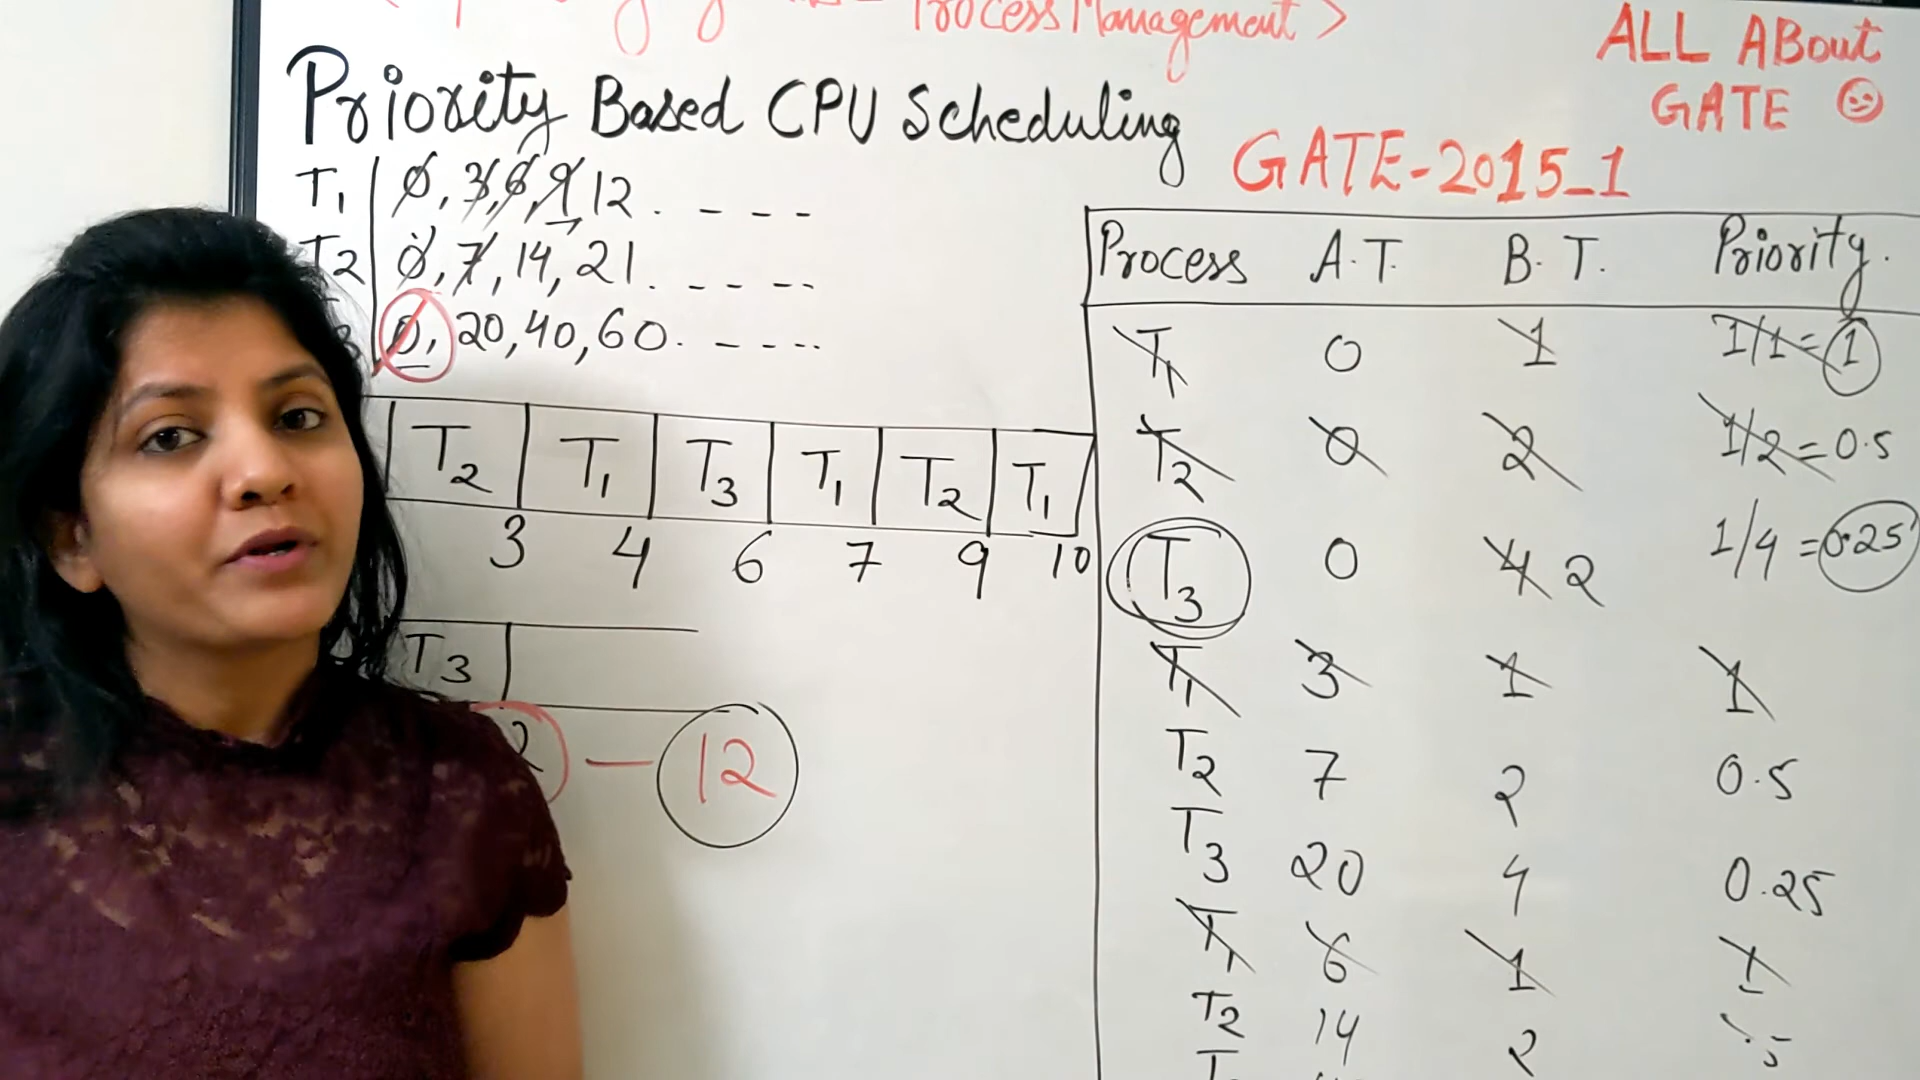 Process Management >
ALL ABout
GATE
Priority Based CPU Scheduling
GATE-2015_1
T1 | 0, 3, 6, 9, 12 . - - - -
T2 | 0, 7, 14, 21 . - - - -
0, 20, 40, 60 . - - - -
T2 | T1 | T3 | T1 | T2 | T1
3 4 6 7 9 10
T3
2 — 12
Process A.T. B.T. Priority.
T1 0 1 1/1 = 1
T2 0 2 1/2 = 0.5
T3 0 4 2 1/4 = 0.25
T1 3 1 1
T2 7 2 0.5
T3 20 4 0.25
T1 6 1 1
T2 14 2